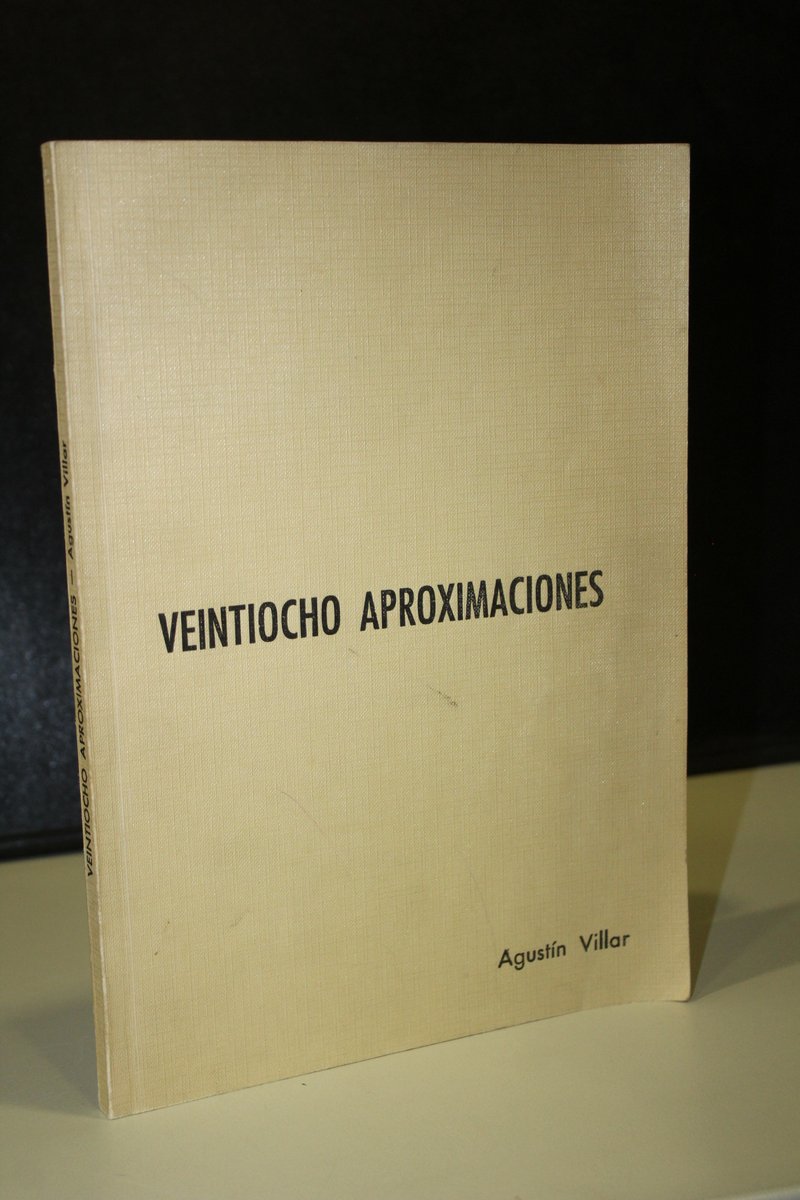 VEINTIOCHO APROXIMACIONES — Agustín Villar
VEINTIOCHO APROXIMACIONES
Agustín Villar